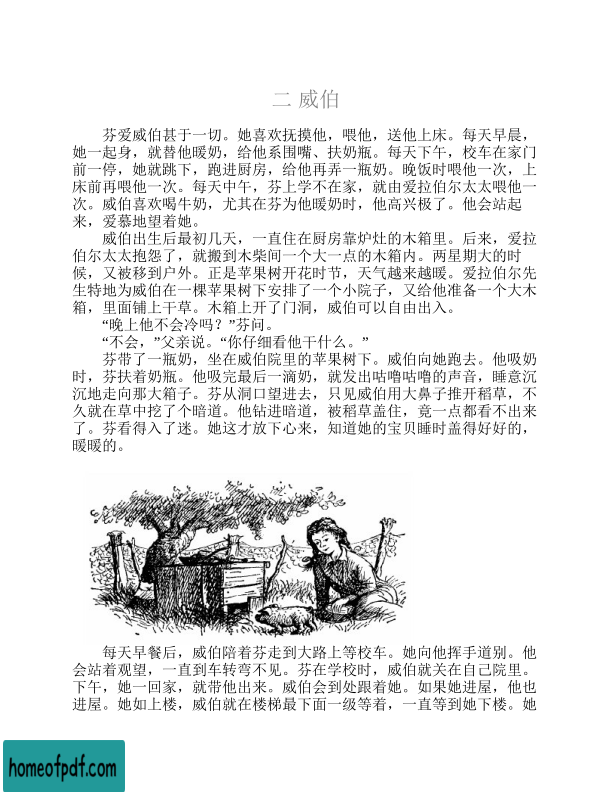 二 威伯
芬爱威伯甚于一切。她喜欢抚摸他，喂他，送他上床。每天早晨，
她一起身，就替他暖奶，给他系围嘴、扶奶瓶。每天下午，校车在家门
前一停，她就跳下，跑进厨房，给他再弄一瓶奶。晚饭时喂他一次，上
床前再喂他一次。每天中午，芬上学不在家，就由爱拉伯尔太太喂他一
次。威伯喜欢喝牛奶，尤其在芬为他暖奶时，他高兴极了。他会站起
来，爱慕地望着她。
威伯出生后最初几天，一直住在厨房靠炉灶的木箱里。后来，爱拉
伯尔太太抱怨了，就搬到木柴间一个大一点的木箱内。两星期大的时
候，又被移到户外。正是苹果树开花时节，天气越来越暖。爱拉伯尔先
生特地为威伯在一棵苹果树下安排了一个小院子，又给他准备一个大木
箱，里面铺上干草。木箱上开了门洞，威伯可以自由出入。
“晚上他不会冷吗？”芬问。
“不会，”父亲说。“你仔细看他干什么。”
芬带了一瓶奶，坐在威伯院里的苹果树下。威伯向她跑去。他吸奶
时，芬扶着奶瓶。他吸完最后一滴奶，就发出咕噜咕噜的声音，睡意沉
沉地走向那大箱子。芬从洞口望进去，只见威伯用大鼻子推开稻草，不
久就在草中挖了个暗道。他钻进暗道，被稻草盖住，竟一点都看不出来
了。芬看得入了迷。她这才放下心来，知道她的宝贝睡时盖得好好的，
暖暖的。
每天早餐后，威伯陪着芬走到大路上等校车。她向他挥手道别。他
会站着观望，一直到车转弯不见。芬在学校时，威伯就关在自己院里。
下午，她一回家，就带他出来。威伯会到处跟着她。如果她进屋，他也
进屋。她如上楼，威伯就在楼梯最下面一级等着，一直等到她下楼。她
homeofpdf.com